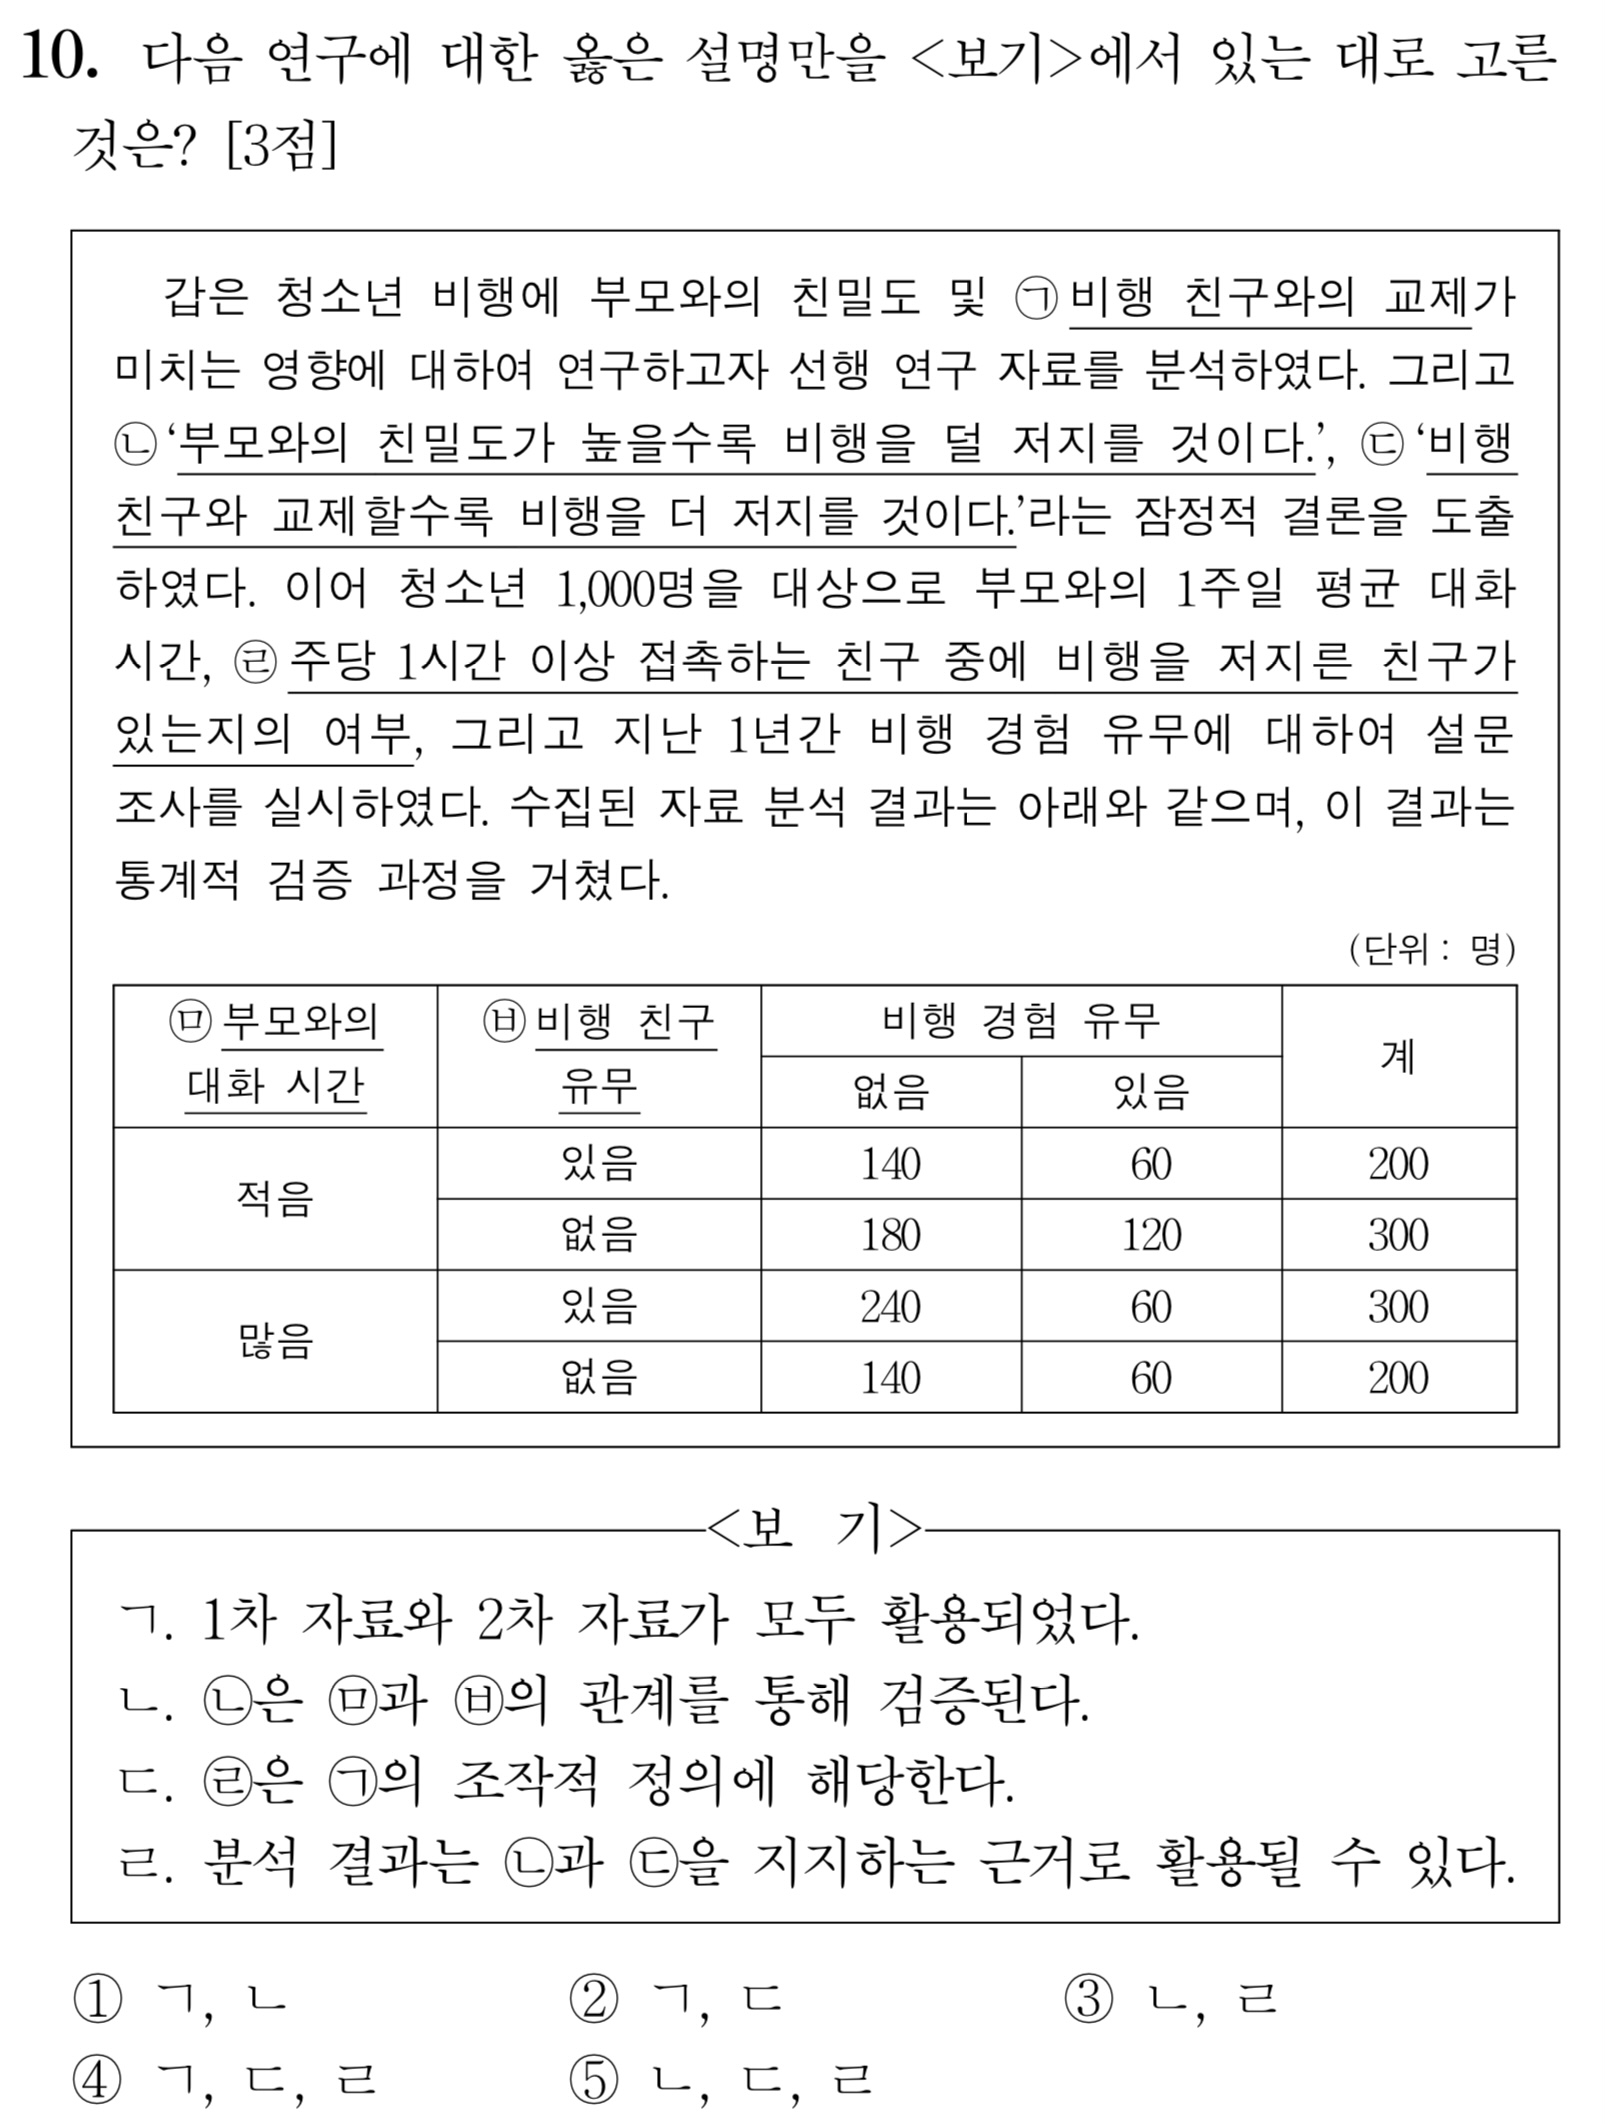 10. 다음 연구에 대한 옳은 설명만을 <보기>에서 있는 대로 고른
것은? [3점]
갑은 청소년 비행에 부모와의 친밀도 및 ㉠비행 친구와의 교제가
미치는 영향에 대하여 연구하고자 선행 연구 자료를 분석하였다. 그리고
㉡‘부모와의 친밀도가 높을수록 비행을 덜 저지를 것이다.’, ㉢‘비행
친구와 교제할수록 비행을 더 저지를 것이다.’라는 잠정적 결론을 도출
하였다. 이어 청소년 1,000명을 대상으로 부모와의 1주일 평균 대화
시간, ㉣주당 1시간 이상 접촉하는 친구 중에 비행을 저지른 친구가
있는지의 여부, 그리고 지난 1년간 비행 경험 유무에 대하여 설문
조사를 실시하였다. 수집된 자료 분석 결과는 아래와 같으며, 이 결과는
통계적 검증 과정을 거쳤다.
(단위 : 명)
㉤부모와의 대화 시간 ㉥비행 친구 유무 비행 경험 유무 계
없음 있음
적음 있음 140 60 200
없음 180 120 300
많음 있음 240 60 300
없음 140 60 200
<보 기>
ㄱ. 1차 자료와 2차 자료가 모두 활용되었다.
ㄴ. ㉡은 ㉤과 ㉥의 관계를 통해 검증된다.
ㄷ. ㉣은 ㉠의 조작적 정의에 해당한다.
ㄹ. 분석 결과는 ㉡과 ㉢을 지지하는 근거로 활용될 수 있다.
① ㄱ, ㄴ ② ㄱ, ㄷ ③ ㄴ, ㄹ
④ ㄱ, ㄷ, ㄹ ⑤ ㄴ, ㄷ, ㄹ